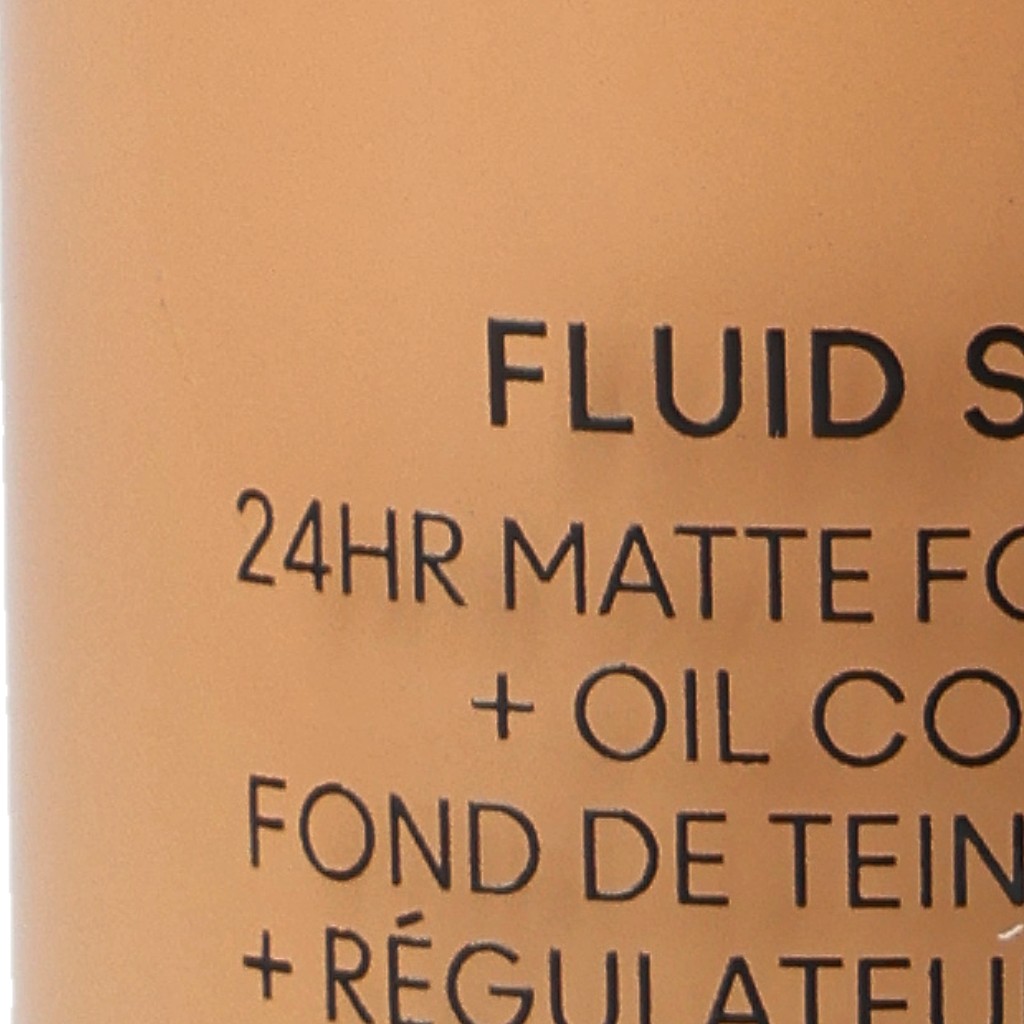 FLUID S
24HR MATTE FO
+ OIL CO
FOND DE TEIN
+ RÉGULATEU